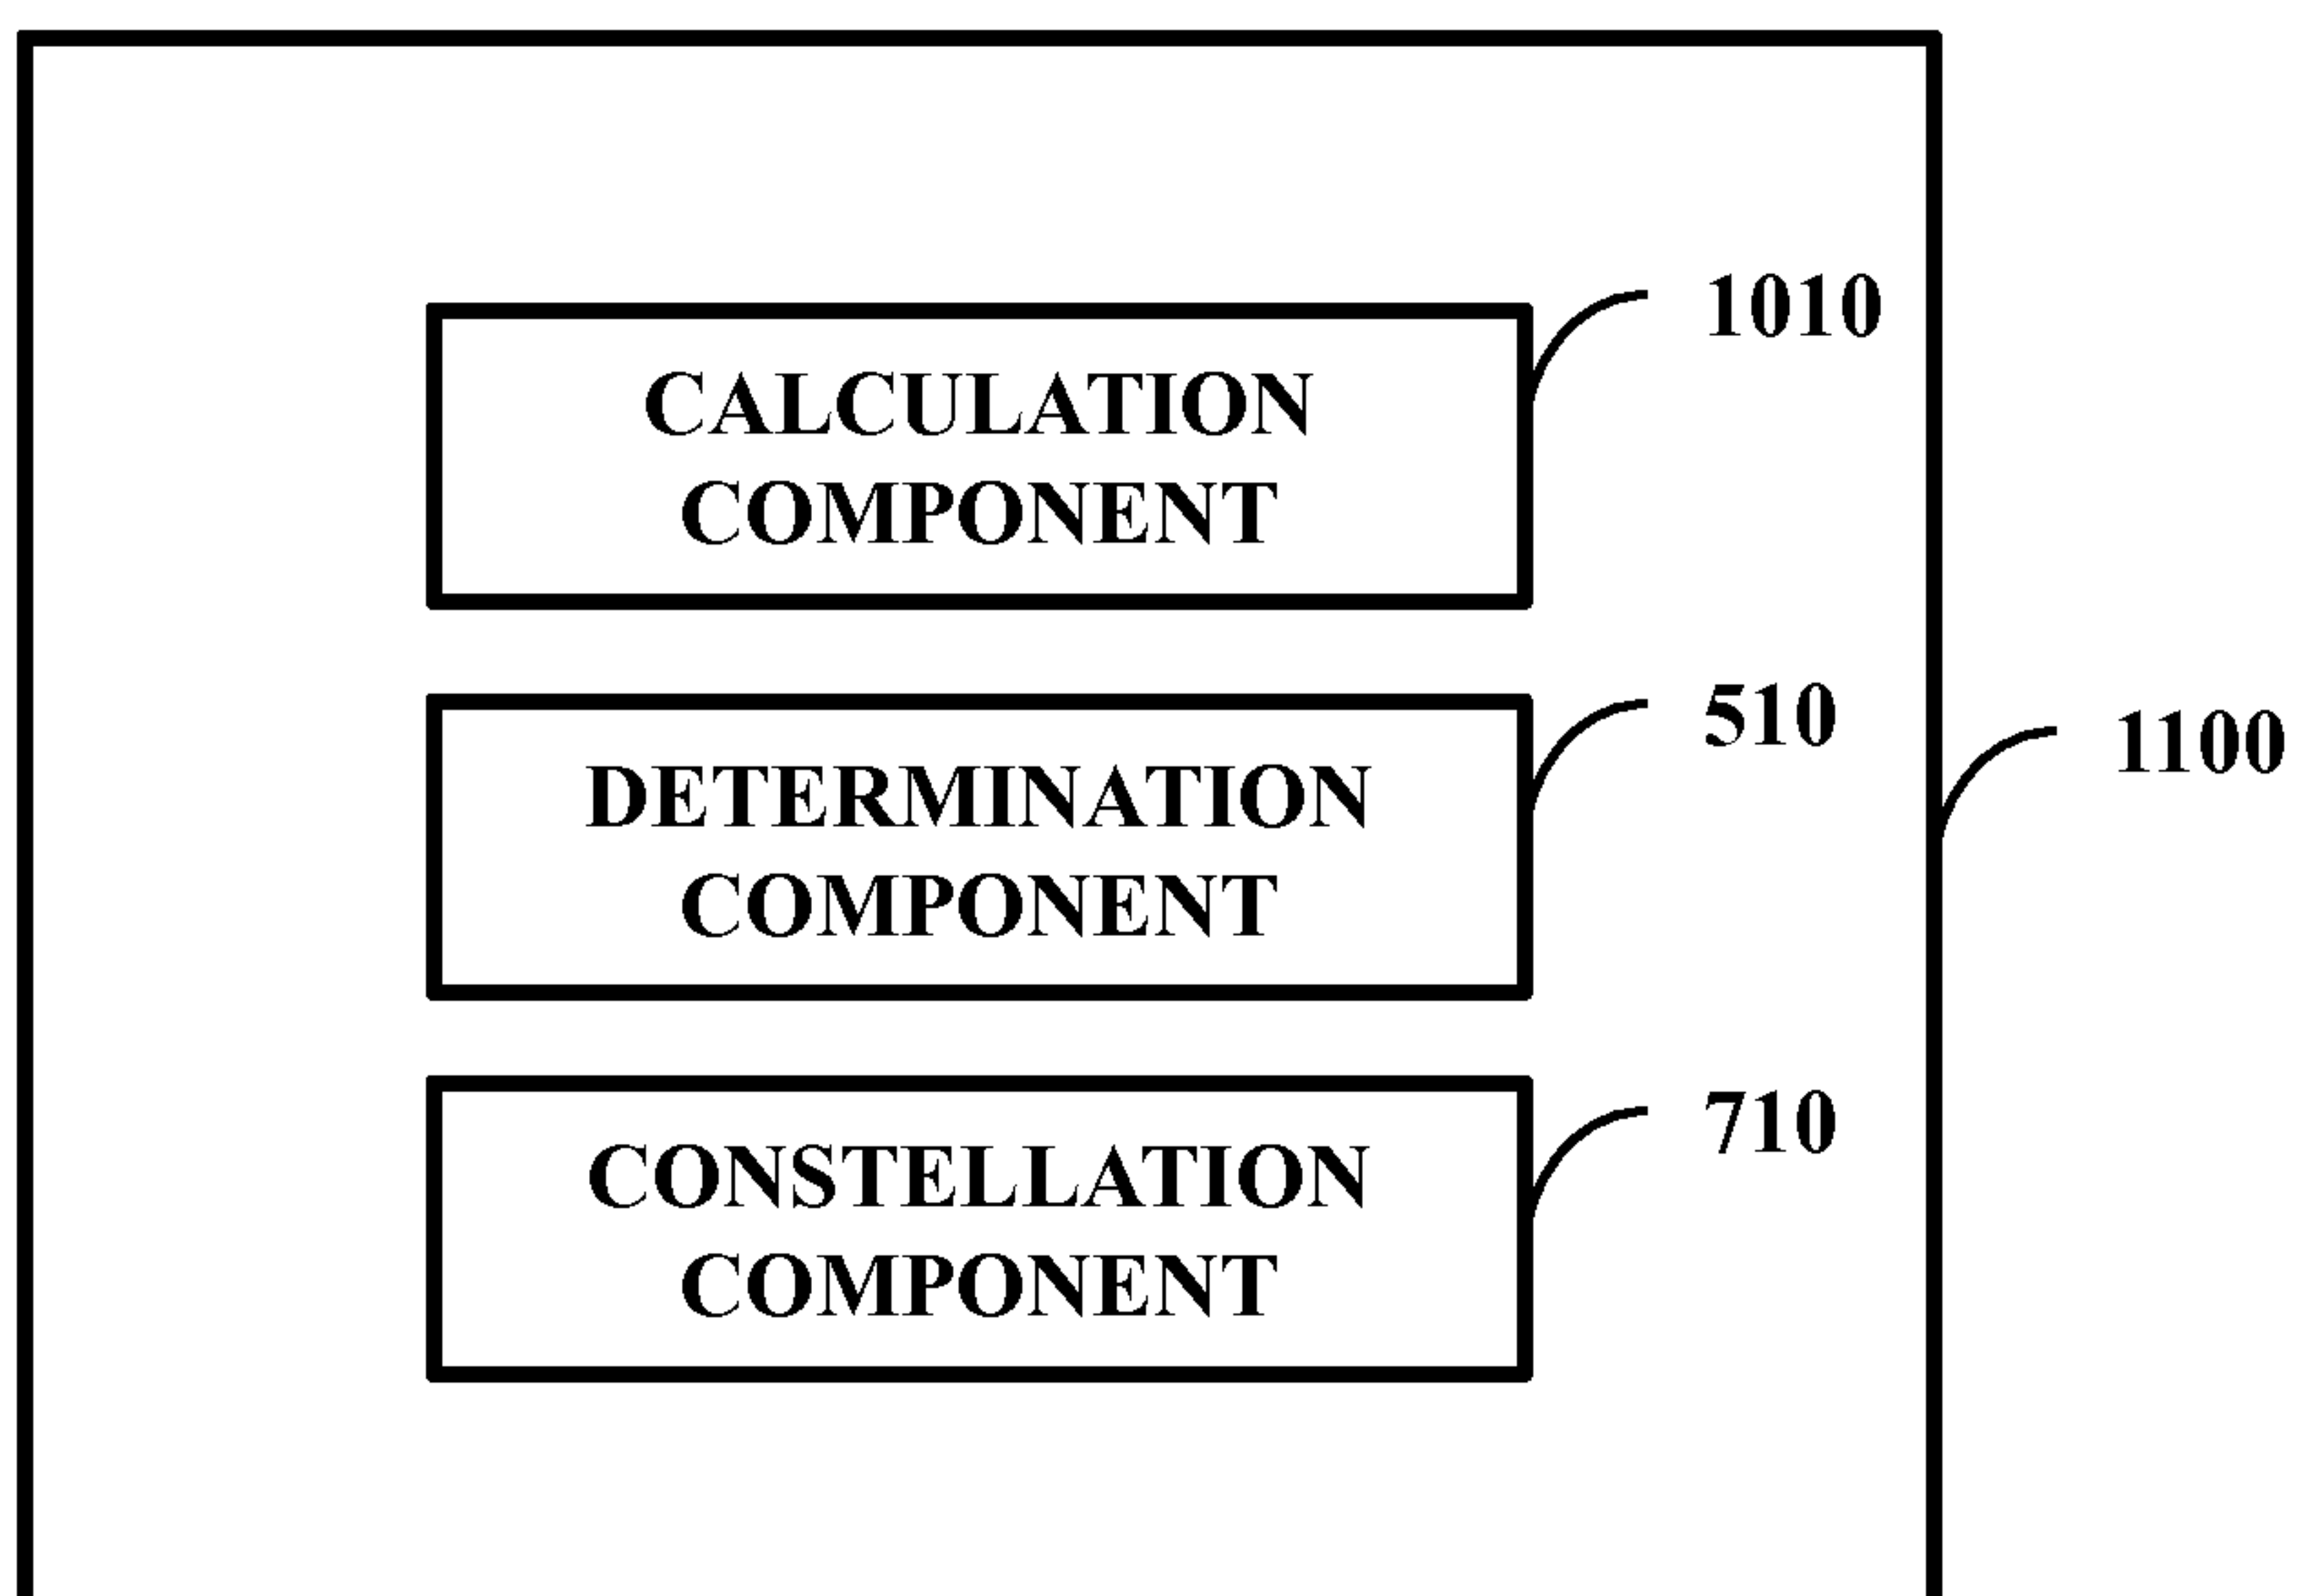 1010
CALCULATION
COMPONENT
510
1100
DETERMINATION
COMPONENT
710
CONSTELLATION
COMPONENT